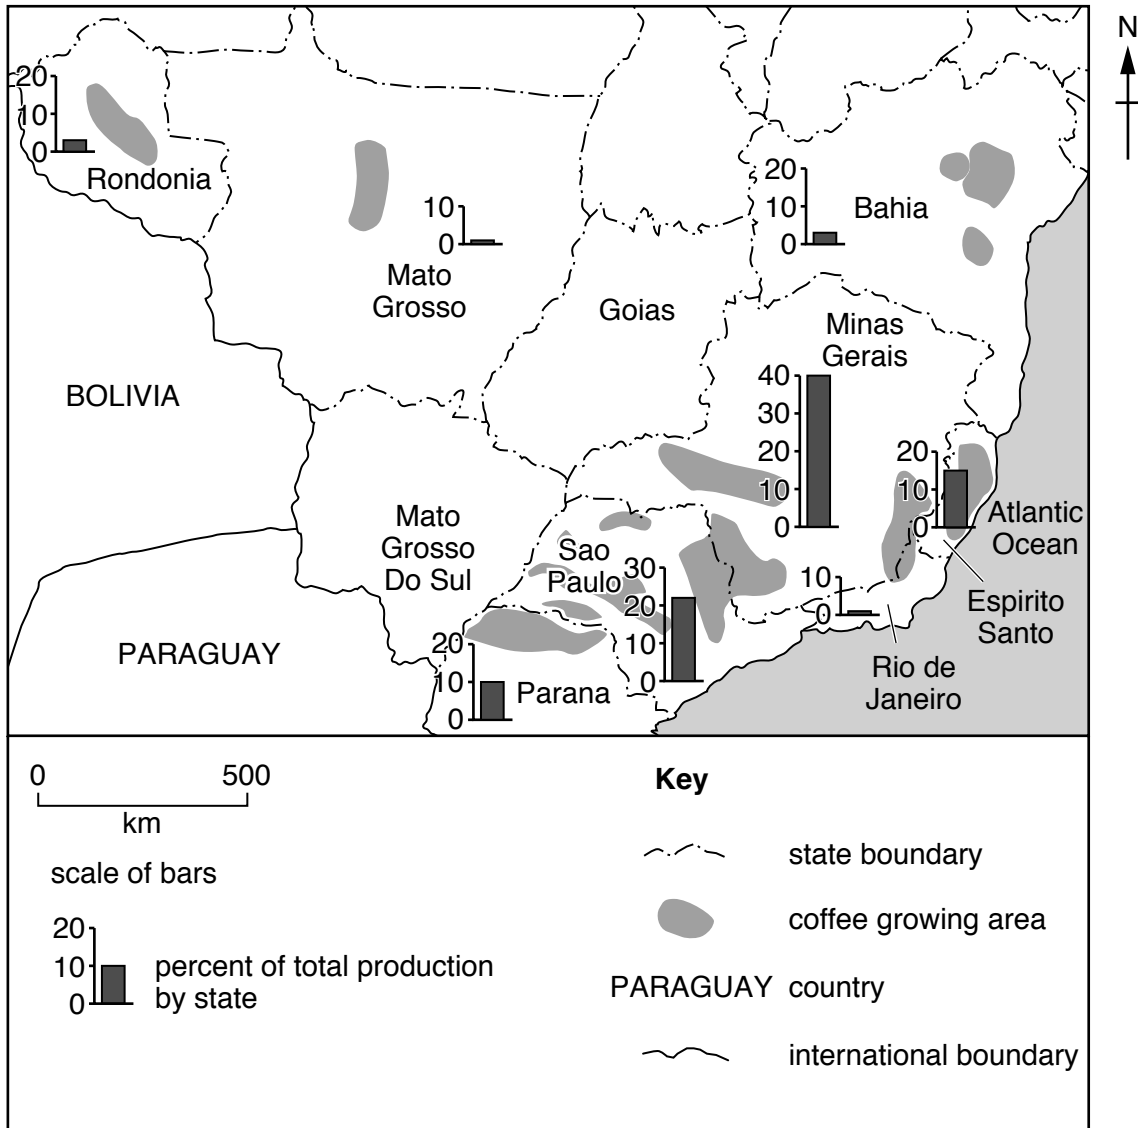 N
20
10
0
Rondonia
10
0
Mato
Grosso
20
10
0
Bahia
Goias
Minas
Gerais
40
30
20
10
0
BOLIVIA
20
10
0
Atlantic
Ocean
Mato
Grosso
Do Sul
Sao
Paulo
30
20
10
0
10
0
Espirito
Santo
PARAGUAY
20
10
0
Parana
Rio de
Janeiro
0 500
km
scale of bars
20
10
0
percent of total production
by state
Key
state boundary
coffee growing area
PARAGUAY country
international boundary